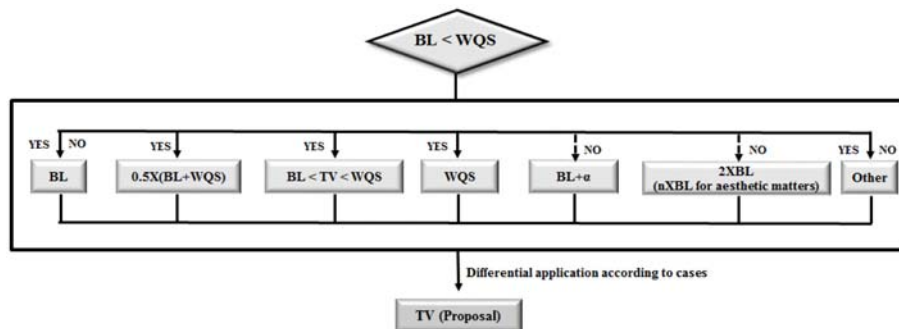 BL < WQS
YES NO YES YES YES NO NO YES NO
BL 0.5X(BL+WQS) BL < TV < WQS WQS BL+α 2XBL Other
(nXBL for aesthetic matters)
Differential application according to cases
TV (Proposal)